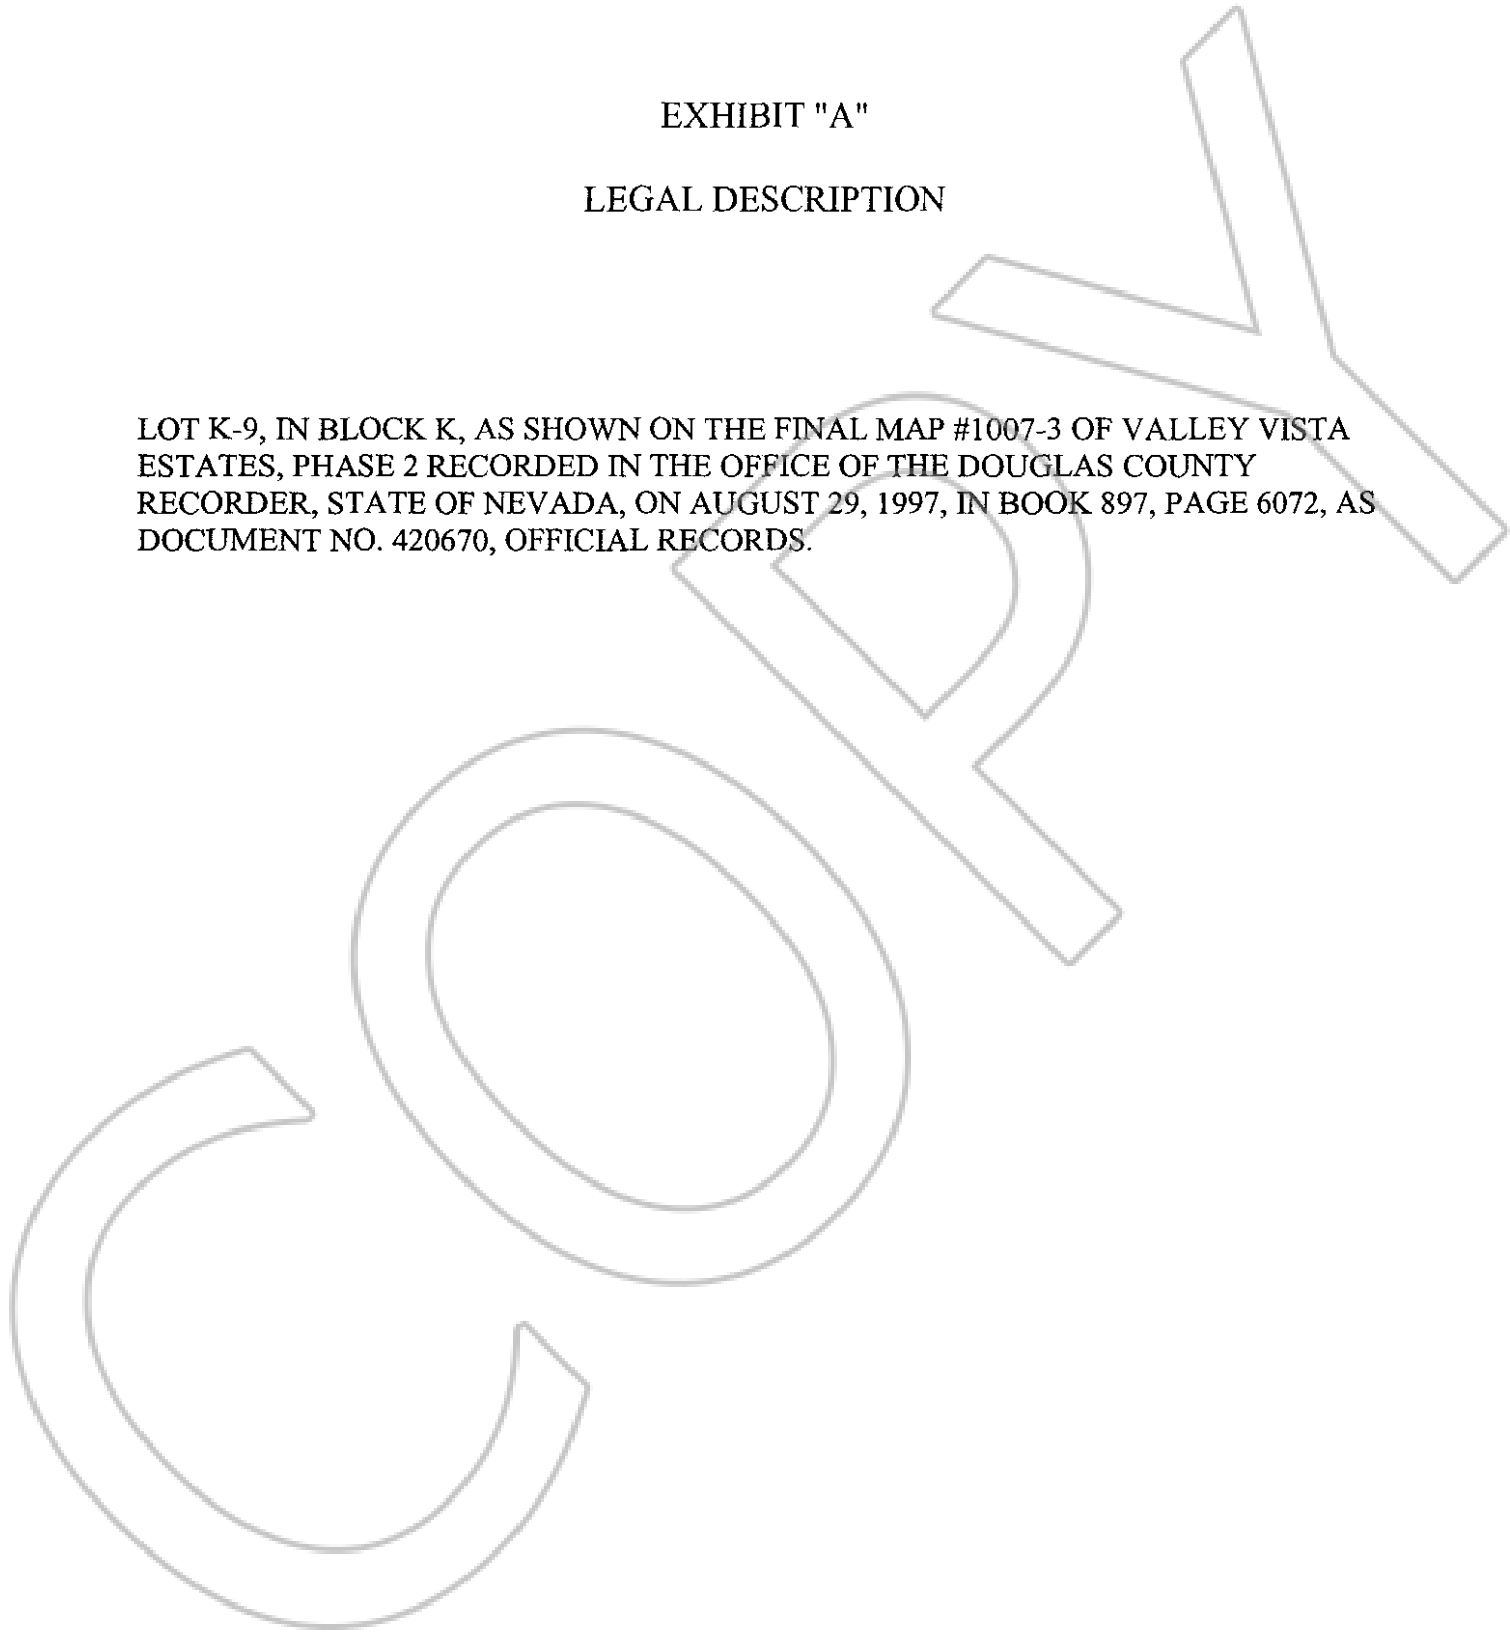 EXHIBIT "A"
LEGAL DESCRIPTION
LOT K-9, IN BLOCK K, AS SHOWN ON THE FINAL MAP #1007-3 OF VALLEY VISTA
ESTATES, PHASE 2 RECORDED IN THE OFFICE OF THE DOUGLAS COUNTY
RECORDER, STATE OF NEVADA, ON AUGUST 29, 1997, IN BOOK 897, PAGE 6072, AS
DOCUMENT NO. 420670, OFFICIAL RECORDS.
COPY